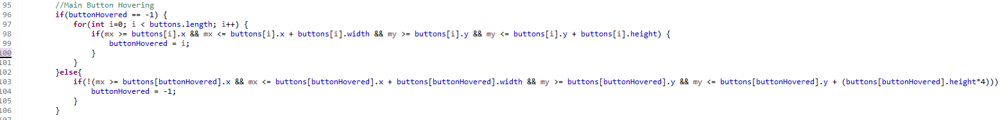 95 //Main Button Hovering
96 if(buttonHovered == -1) {
97 for(int i=0; i < buttons.length; i++) {
98 if(mx >= buttons[i].x && mx <= buttons[i].x + buttons[i].width && my >= buttons[i].y && my <= buttons[i].y + buttons[i].height) {
99 buttonHovered = i;
100 }
101 }
102 }else{
103 if(!(mx >= buttons[buttonHovered].x && mx <= buttons[buttonHovered].x + buttons[buttonHovered].width && my >= buttons[buttonHovered].y && my <= buttons[buttonHovered].y + (buttons[buttonHovered].height*4)))
104 buttonHovered = -1;
105 }
106 }
107